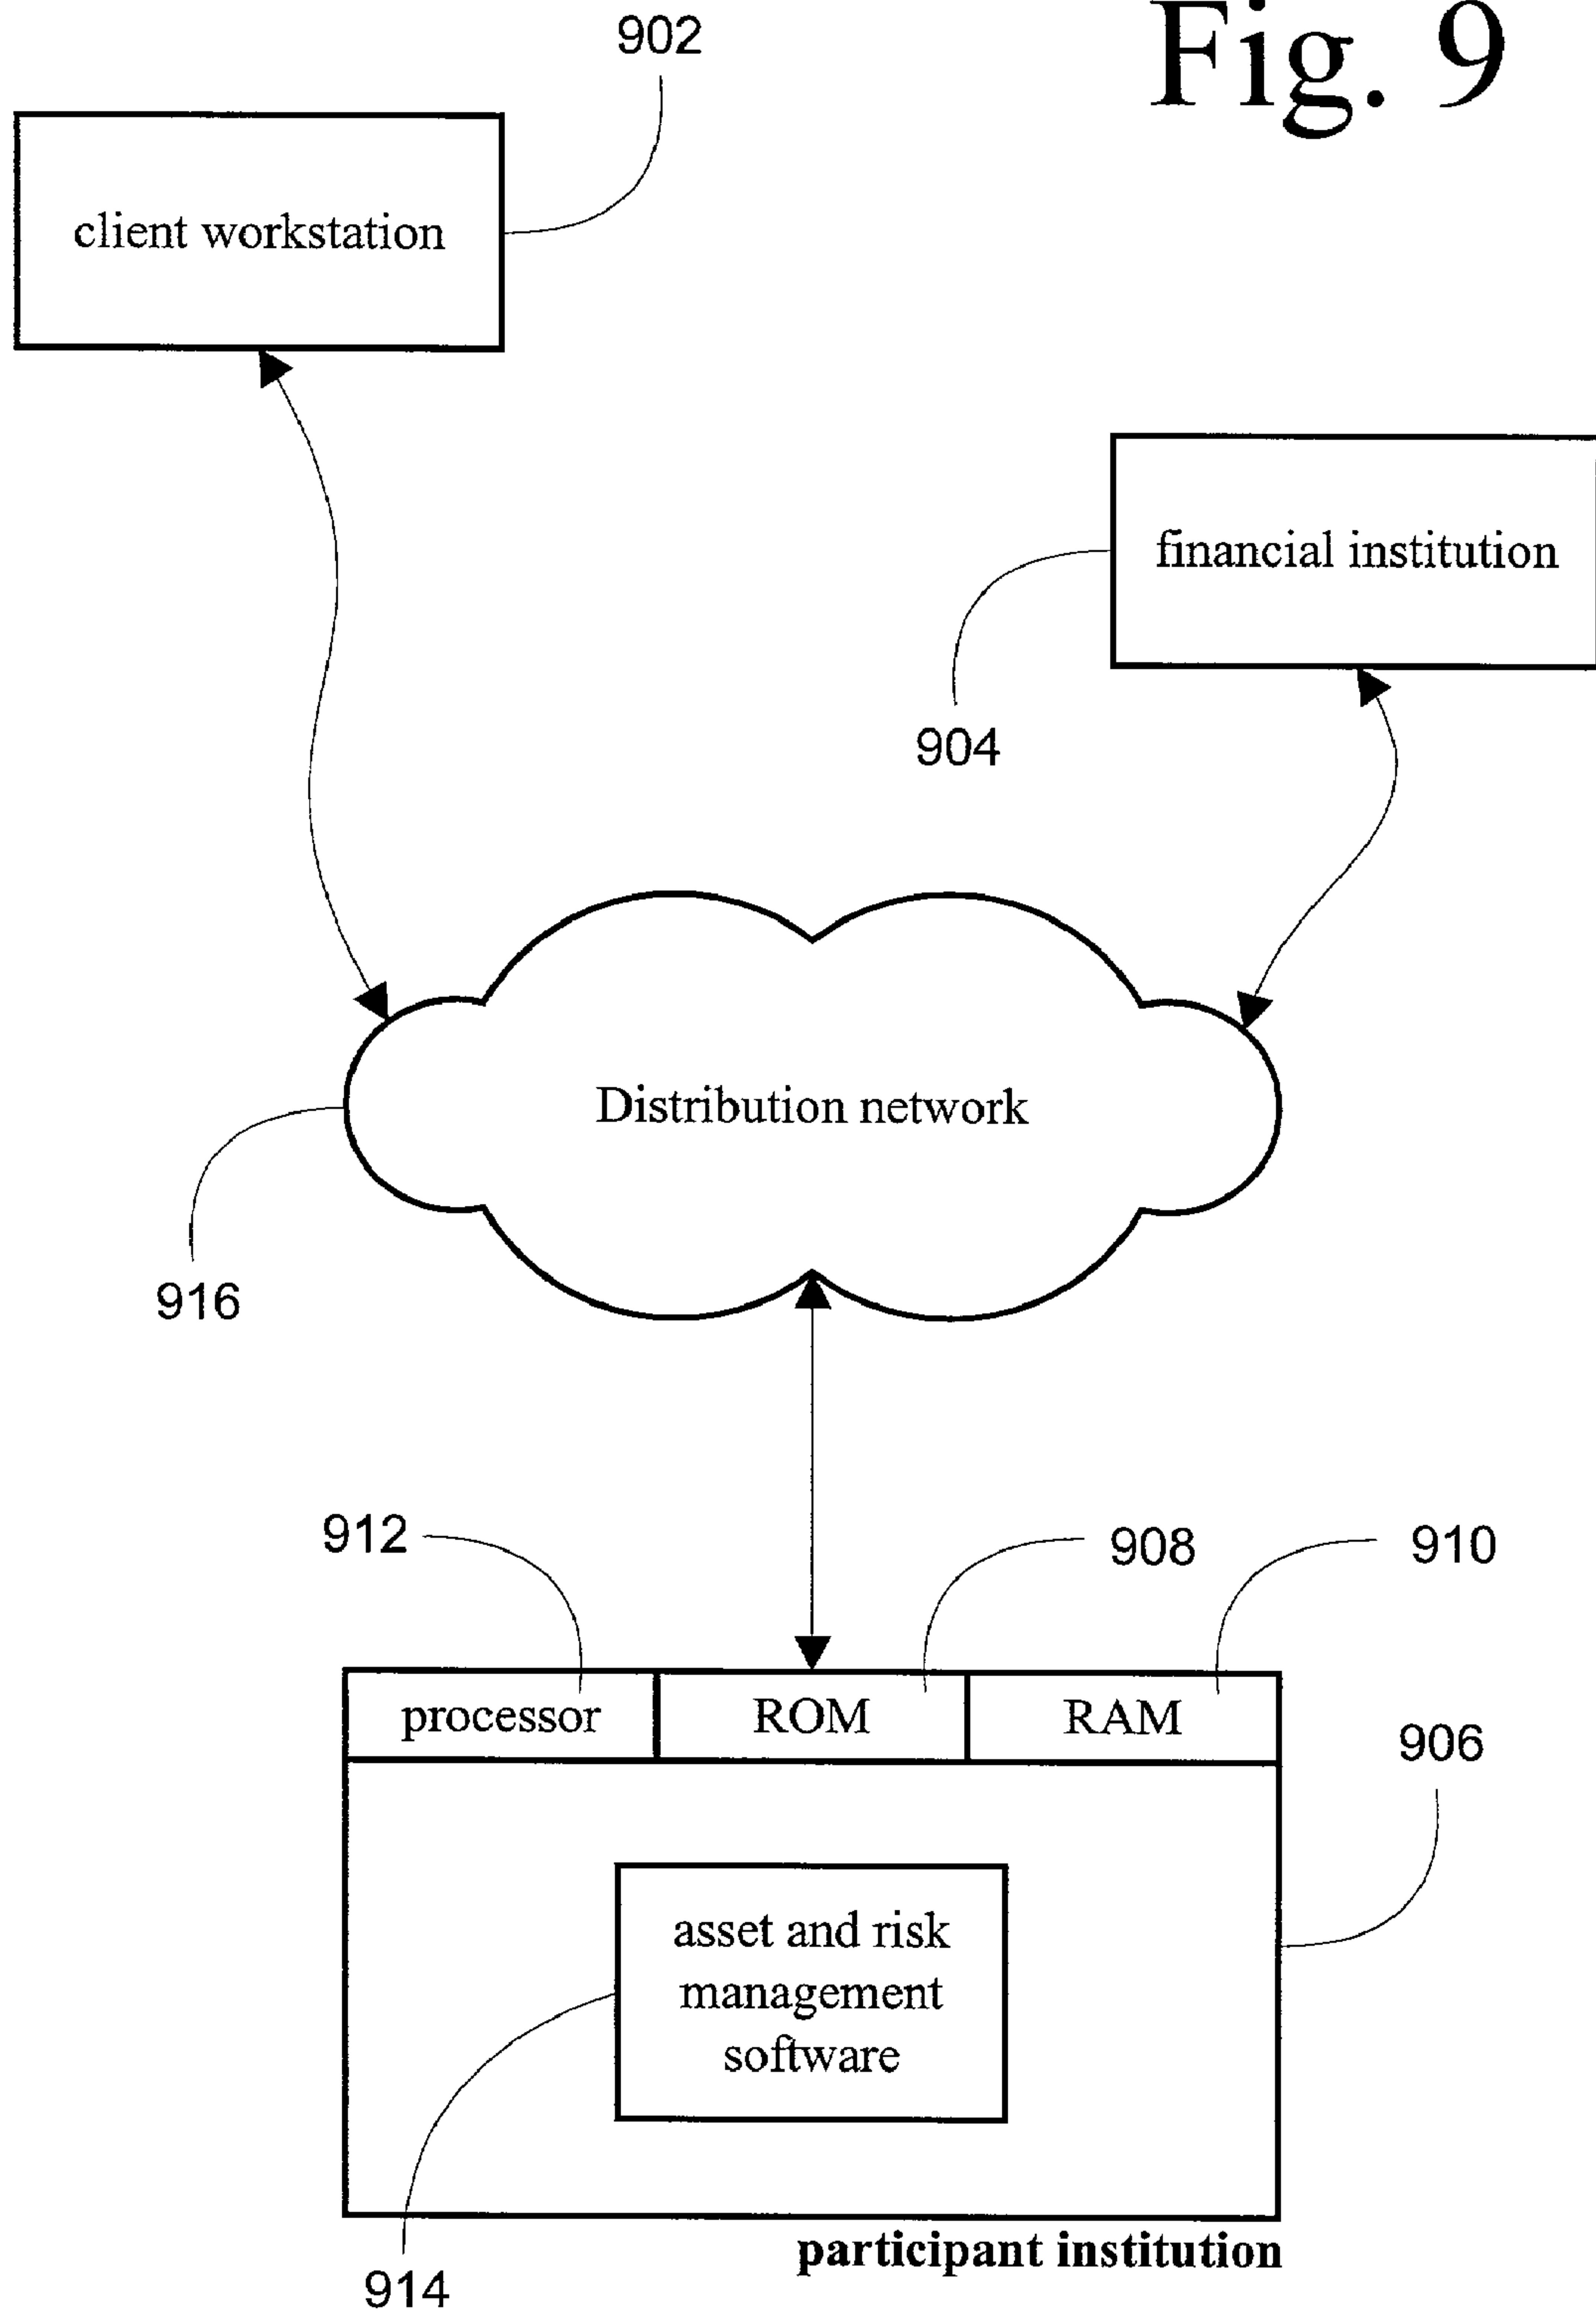 Fig. 9
902
client workstation
financial institution
904
Distribution network
916
912
908
910
processor
ROM
RAM
906
asset and risk
management
software
914
participant institution